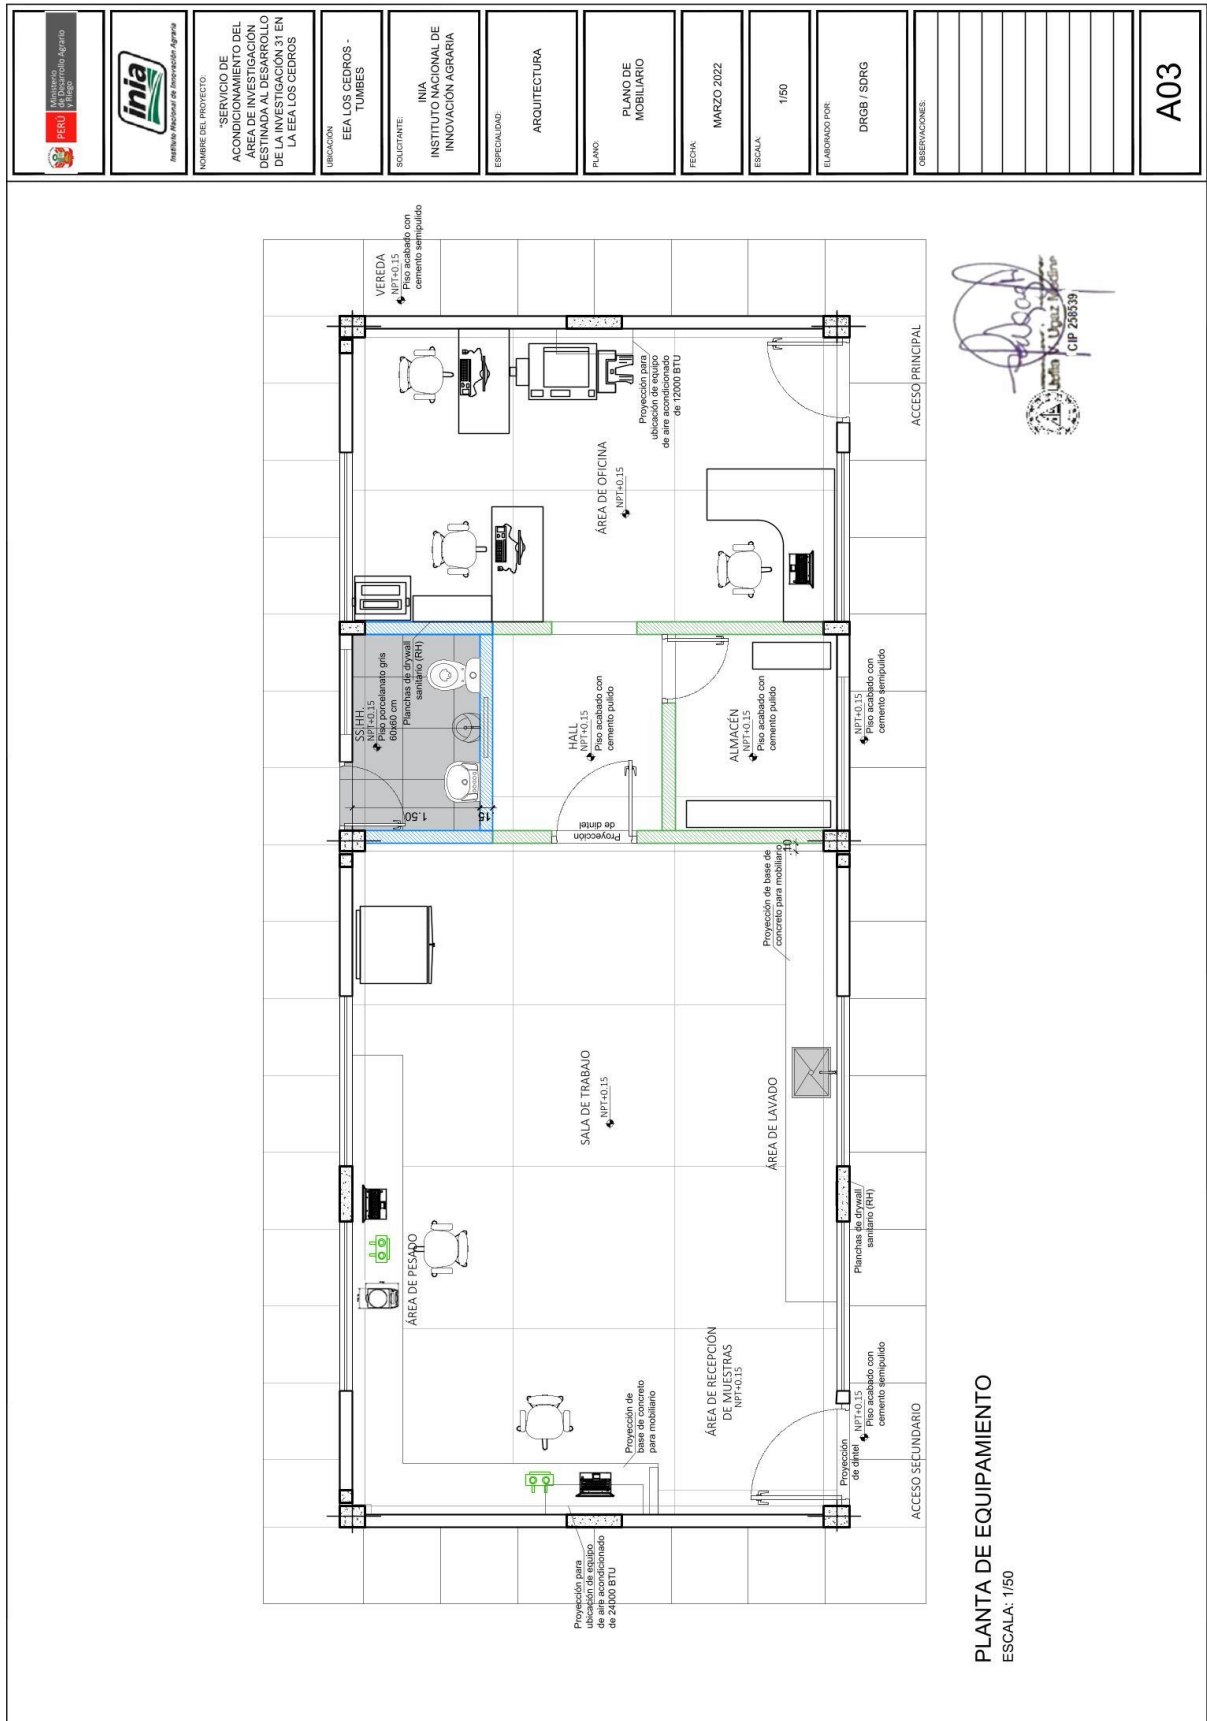 PERÚ
Ministerio
de Desarrollo Agrario
y Riego
inia
Instituto Nacional de Innovación Agraria
NOMBRE DEL PROYECTO:
"SERVICIO DE
ACONDICIONAMIENTO DEL
ÁREA DE INVESTIGACIÓN
DESTINADA AL DESARROLLO
DE LA INVESTIGACIÓN 31 EN
LA EEA LOS CEDROS
UBICACIÓN
EEA LOS CEDROS -
TUMBES
SOLICITANTE:
INIA
INSTITUTO NACIONAL DE
INNOVACIÓN AGRARIA
ESPECIALIDAD:
ARQUITECTURA
PLANO:
PLANO DE
MOBILIARIO
FECHA:
MARZO 2022
ESCALA:
1/50
ELABORADO POR:
DRGB / SDRG
OBSERVACIONES:
A03
VEREDA
NPT+0.15
Piso acabado con
cemento semipulido
Proyección para
ubicación de equipo
de aire acondicionado
de 12000 BTU
ACCESO PRINCIPAL
ÁREA DE OFICINA
NPT+0.15
SS.HH.
NPT+0.15
Piso porcelanato gris
60x60 cm
Planchas de drywall
sanitario (RH)
1.50
.15
HALL
NPT+0.15
Piso acabado con
cemento pulido
Proyección
de dintel
ALMACÉN
NPT+0.15
Piso acabado con
cemento pulido
NPT+0.15
Piso acabado con
cemento semipulido
.10
Proyección de base de
concreto para mobiliario
SALA DE TRABAJO
NPT+0.15
ÁREA DE LAVADO
Planchas de drywall
sanitario (RH)
ÁREA DE PESADO
ÁREA DE RECEPCIÓN
DE MUESTRAS
NPT+0.15
Proyección de
base de concreto
para mobiliario
Proyección
de dintel
NPT+0.15
Piso acabado con
cemento semipulido
ACCESO SECUNDARIO
Proyección para
ubicación de equipo
de aire acondicionado
de 24000 BTU
Ugaz
CIP 258539
PLANTA DE EQUIPAMIENTO
ESCALA: 1/50